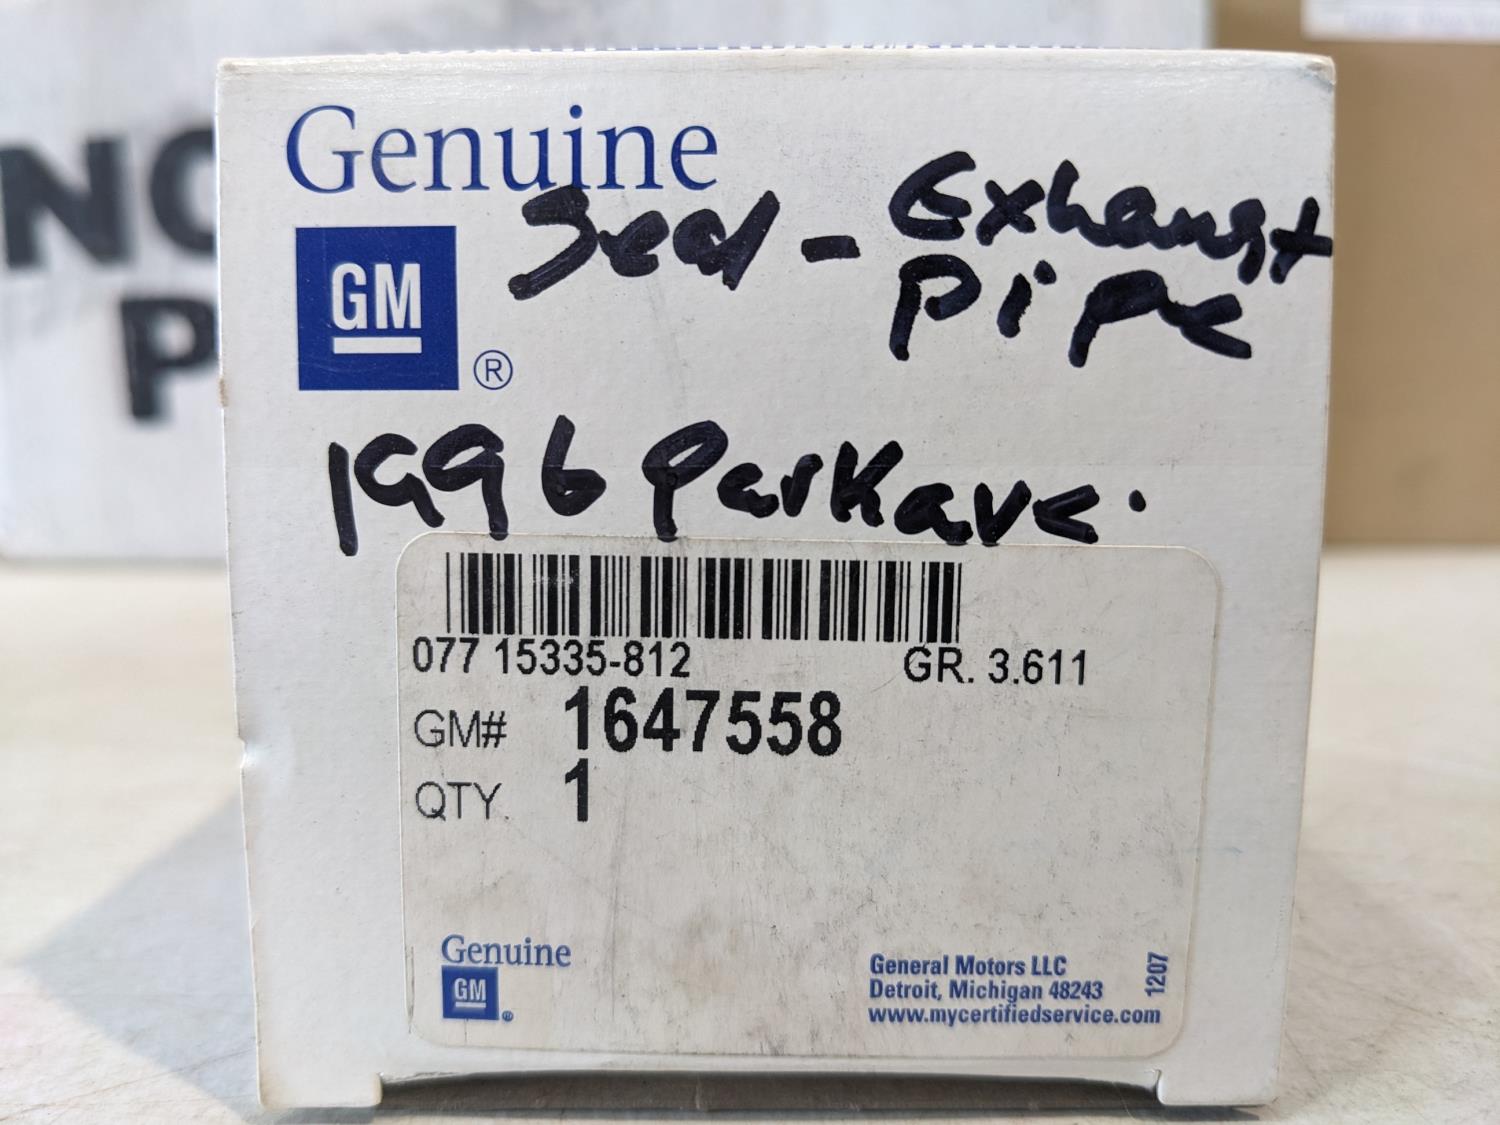 Genuine
Seal - Exhaust
Pipe
GM
®
1996 ParkAve.
077 15335-812 GR. 3.611
GM# 1647558
QTY. 1
Genuine
GM
®
General Motors LLC
Detroit, Michigan 48243
www.mycertifiedservice.com
1207
NO
P